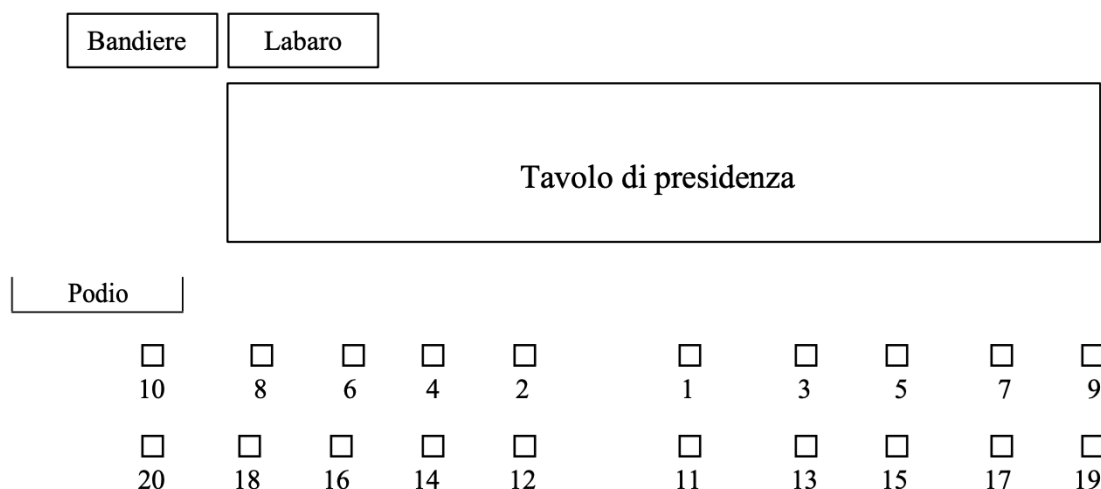 Bandiere Labaro
Tavolo di presidenza
Podio
10 8 6 4 2 1 3 5 7 9
20 18 16 14 12 11 13 15 17 19